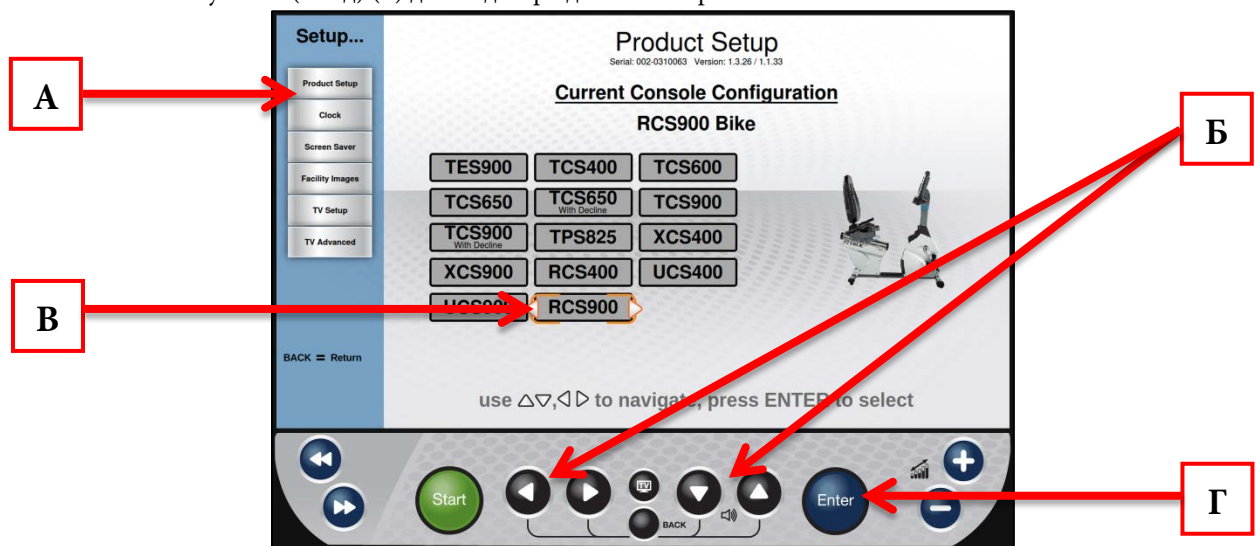 Setup...
Product Setup
Serial: 002-0310063 Version: 1.3.26 / 1.1.33
Current Console Configuration
RCS900 Bike
А
Б
В
Г
Product Setup
Clock
Screen Saver
Facility Images
TV Setup
TV Advanced
BACK = Return
TES900 TCS400 TCS600
TCS650 TCS650 With Decline TCS900
TCS900 With Decline TPS825 XCS400
XCS900 RCS400 UCS400
UCS900 RCS900
use △▽,◁ ▷ to navigate, press ENTER to select
Start
TV
BACK
Enter